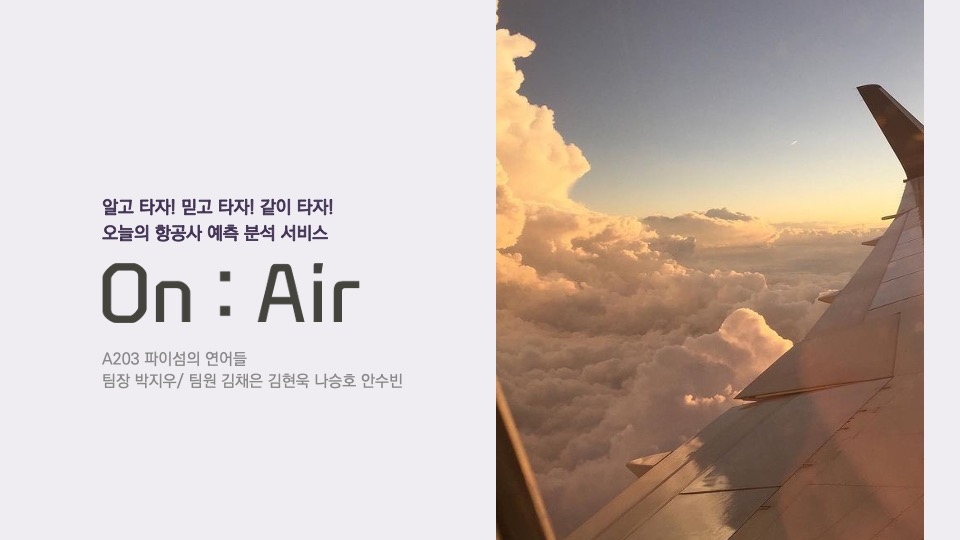 알고 타자! 믿고 타자! 같이 타자!
오늘의 항공사 예측 분석 서비스
On : Air
A203 파이섬의 연어들
팀장 박지우/ 팀원 김채은 김현욱 나승호 안수빈